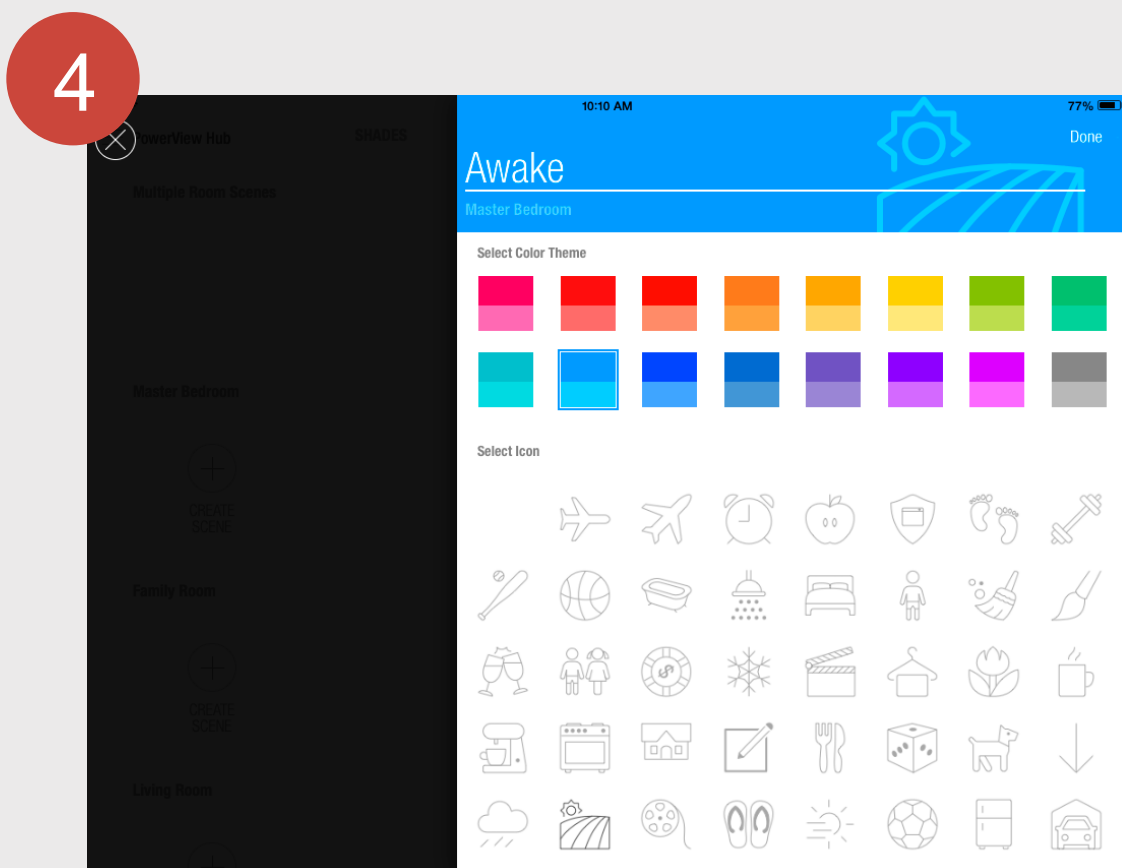 4
10:10 AM
77%
PowerView Hub
SHADES
Done
Awake
Multiple Room Scenes
Master Bedroom
Select Color Theme
Master Bedroom
Select Icon
CREATE
SCENE
Family Room
CREATE
SCENE
Living Room